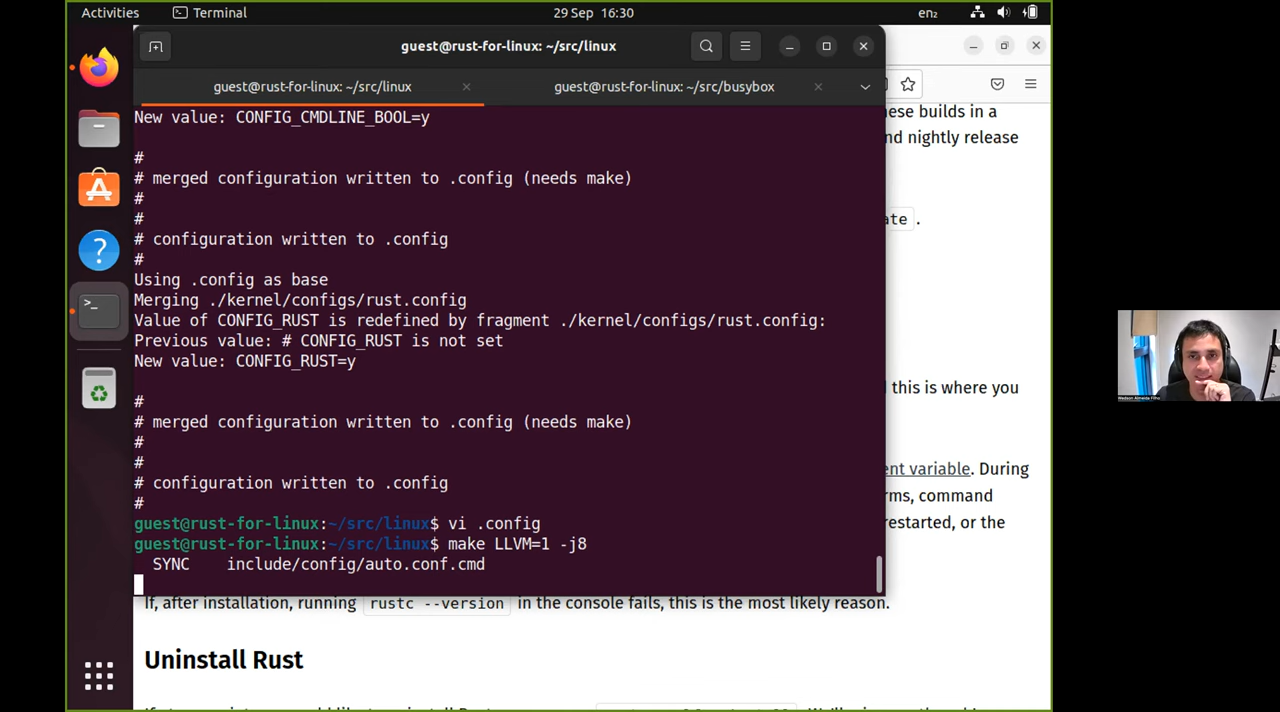 Activities
Terminal
29 Sep 16:30
en₂
guest@rust-for-linux: ~/src/linux
guest@rust-for-linux: ~/src/linux
guest@rust-for-linux: ~/src/busybox
New value: CONFIG_CMDLINE_BOOL=y
#
# merged configuration written to .config (needs make)
#
#
# configuration written to .config
#
Using .config as base
Merging ./kernel/configs/rust.config
Value of CONFIG_RUST is redefined by fragment ./kernel/configs/rust.config:
Previous value: # CONFIG_RUST is not set
New value: CONFIG_RUST=y
#
# merged configuration written to .config (needs make)
#
#
# configuration written to .config
#
guest@rust-for-linux:~/src/linux$ vi .config
guest@rust-for-linux:~/src/linux$ make LLVM=1 -j8
SYNC include/config/auto.conf.cmd
builds in a
nightly release
this is where you
variable. During
command
restarted, or the
If, after installation, running rustc --version in the console fails, this is the most likely reason.
Uninstall Rust
Wedson Almeida Filho